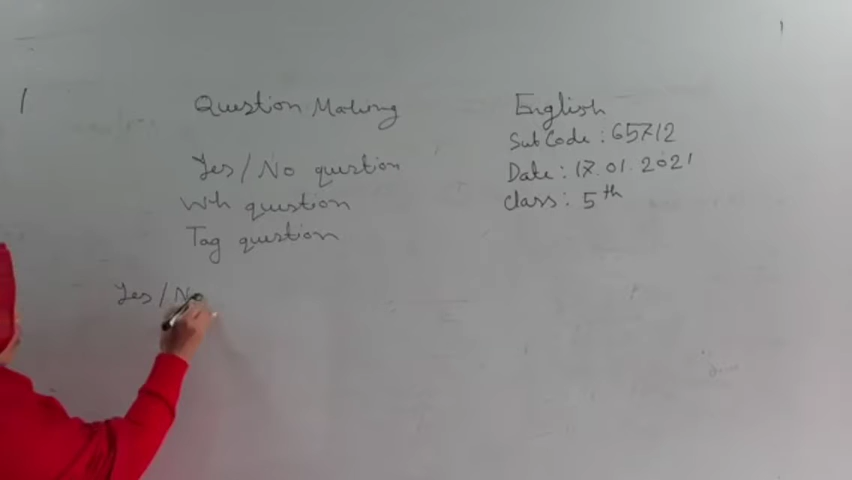 Question Making
Yes/No question
Wh question
Tag question
Yes/No
English
Sub Code : 65712
Date : 17.01.2021
Class : 5th